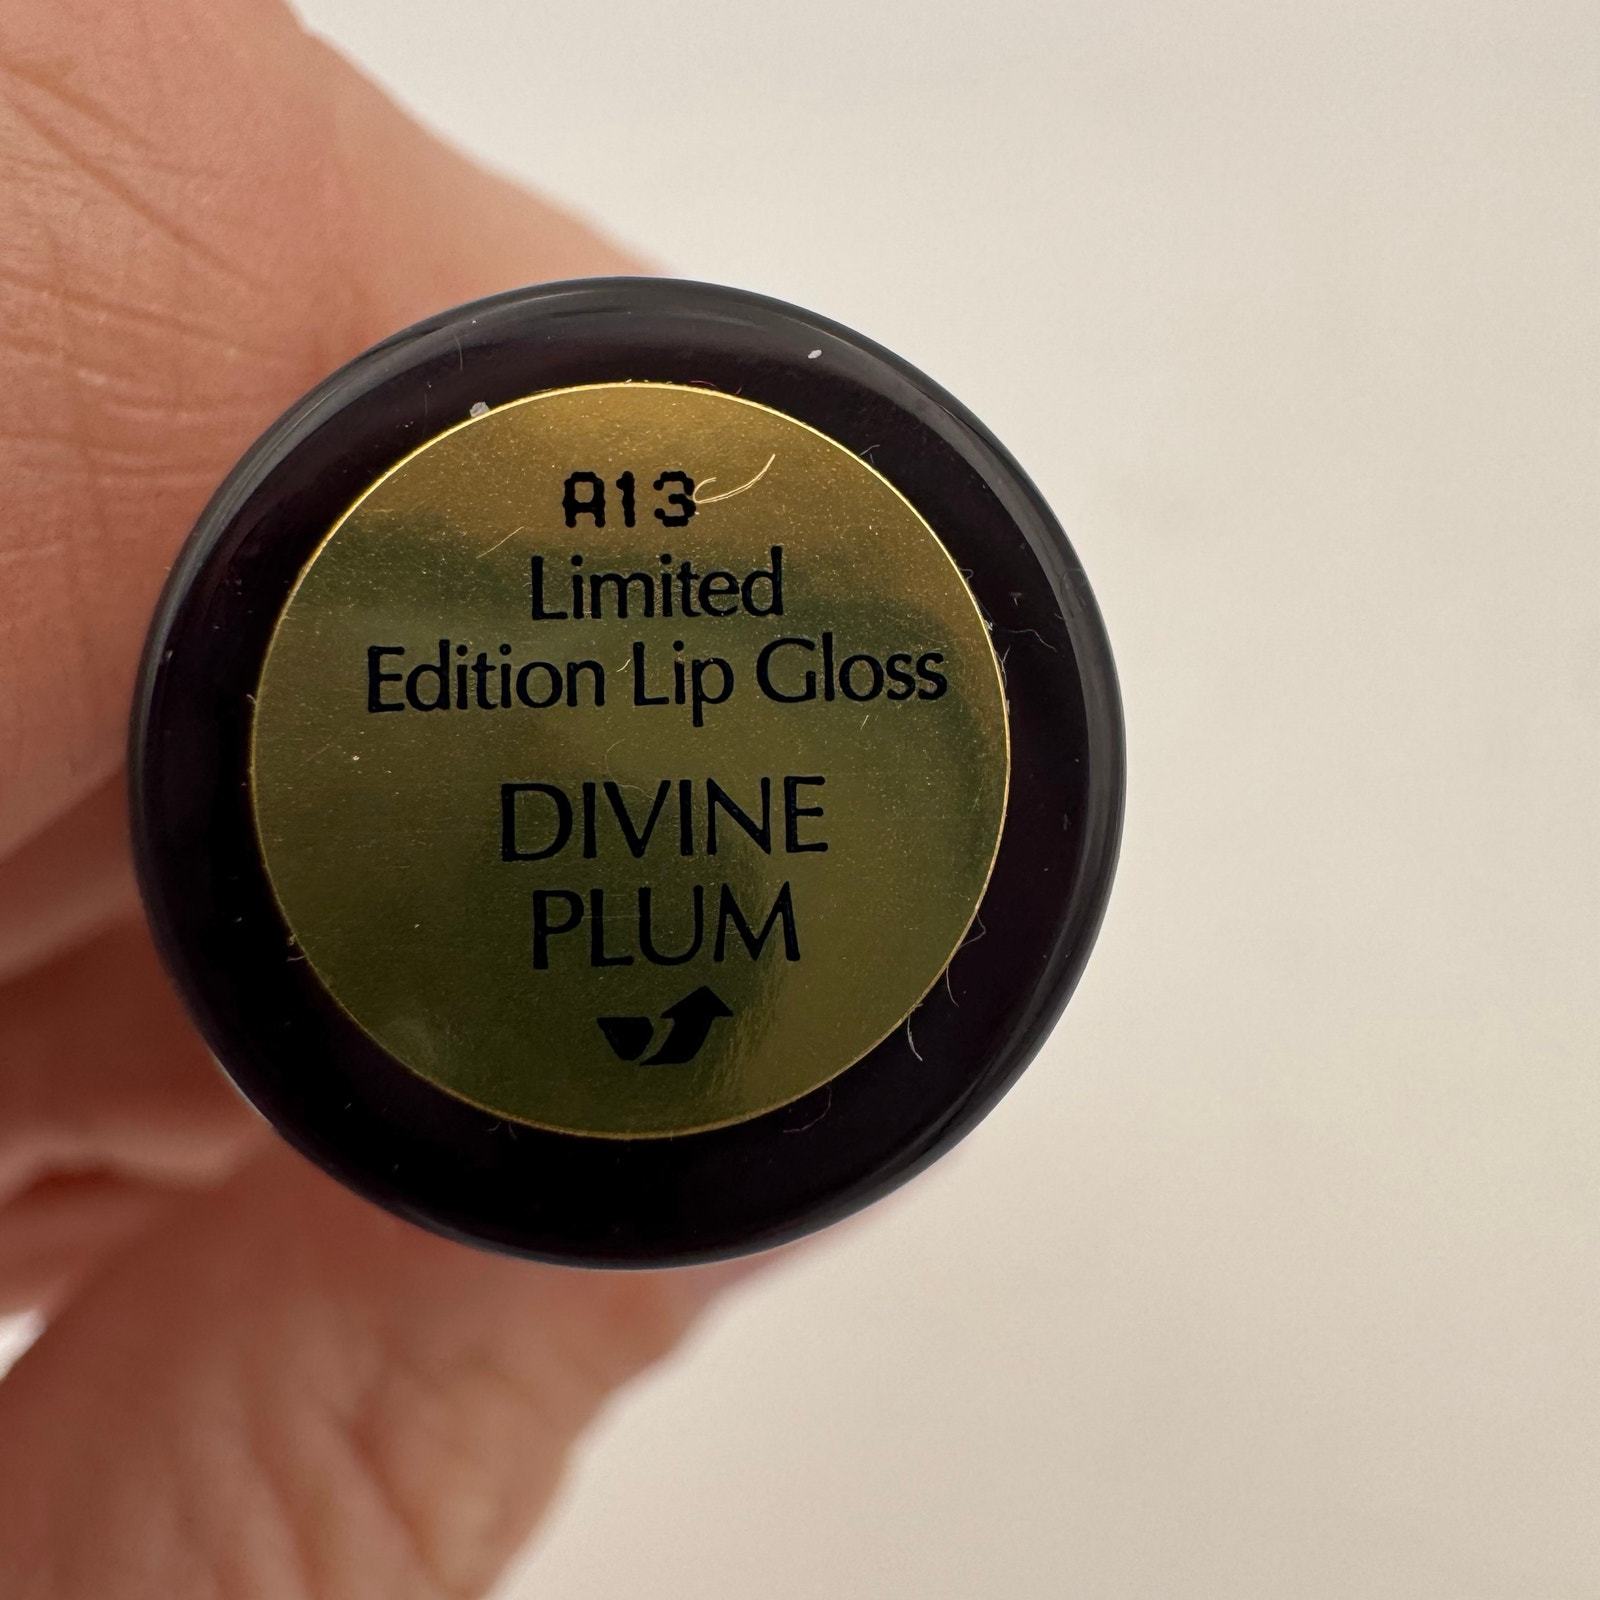 A13
Limited
Edition Lip Gloss
DIVINE
PLUM